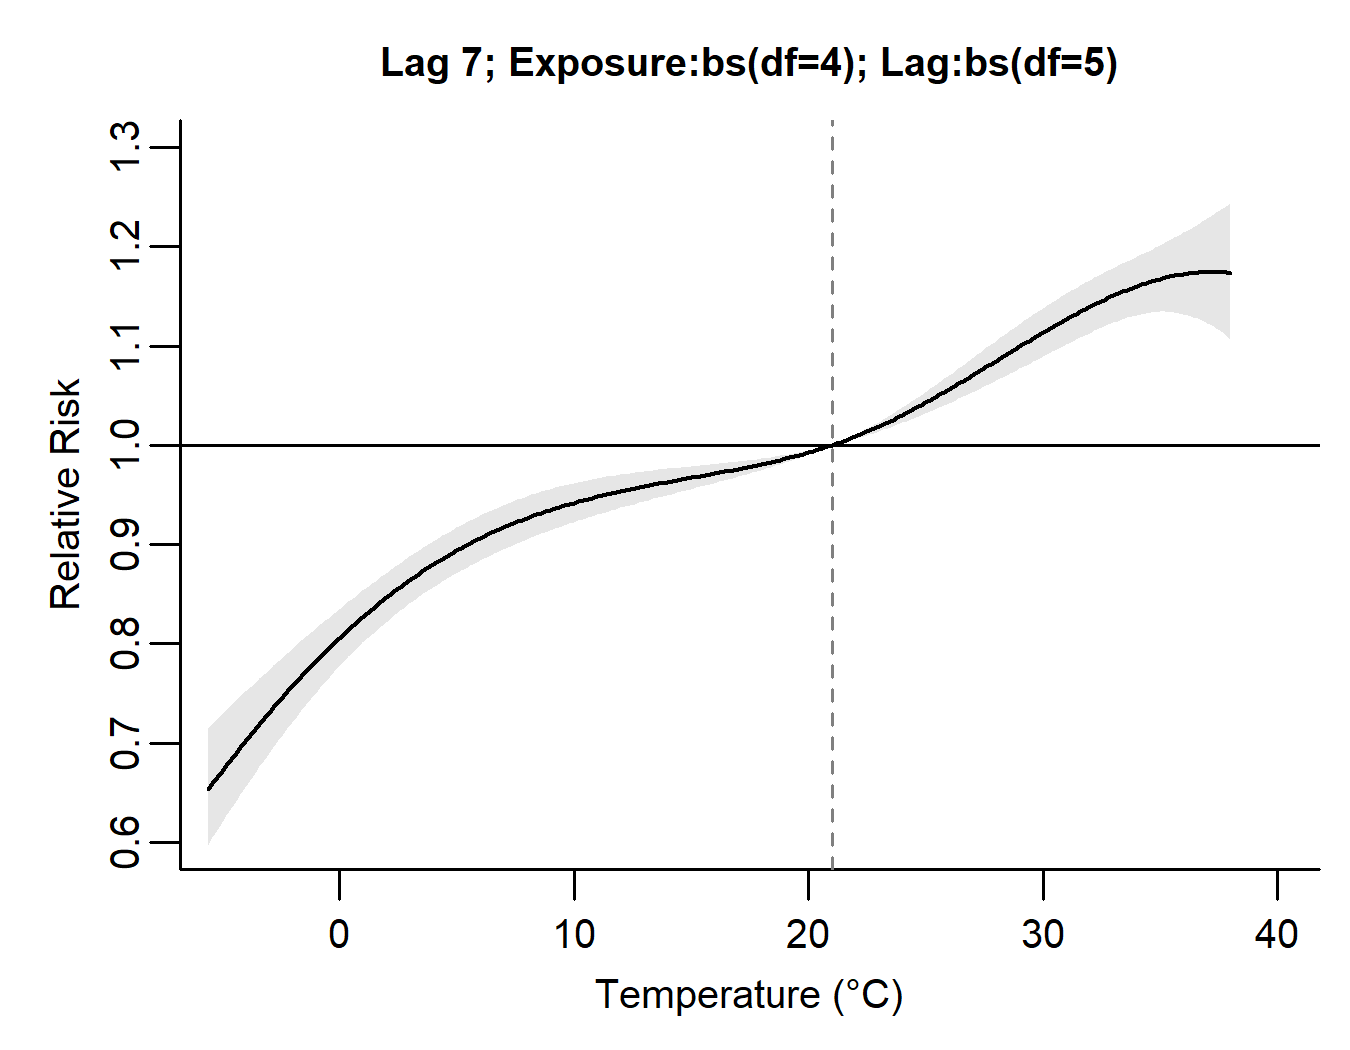 Lag 7; Exposure:bs(df=4); Lag:bs(df=5)
1.3
1.2
1.1
1.0
0.9
0.8
0.7
0.6
Relative Risk
0 10 20 30 40
Temperature (°C)